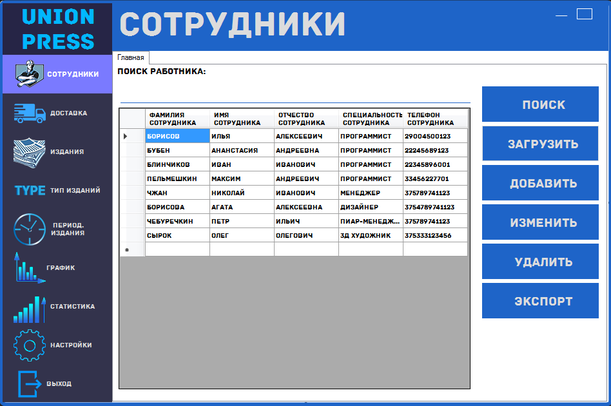 UNION
PRESS
СОТРУДНИКИ
СОТРУДНИКИ
ДОСТАВКА
ИЗДАНИЯ
TYPE ТИП ИЗДАНИЙ
ПЕРИОД.
ИЗДАНИЯ
ГРАФИК
СТАТИСТИКА
НАСТРОЙКИ
ВЫХОД
Главная
ПОИСК РАБОТНИКА:
ФАМИЛИЯ СОТРУДНИКА ИМЯ СОТРУДНИКА ОТЧЕСТВО СОТРУДНИКА СПЕЦИАЛЬНОСТЬ СОТРУДНИКА ТЕЛЕФОН СОТРУДНИКА
БОРИСОВ ИЛЬЯ АЛЕКСЕЕВИЧ ПРОГРАММИСТ 29004500123
БУБЕН АНАНСТАСИЯ АНДРЕЕВНА ПРОГРАММИСТ 22245689123
БЛИНЧИКОВ ИВАН ИВАНОВИЧ ПРОГРАММИСТ 22345896001
ПЕЛЬМЕШКИН МАКСИМ АНДРЕЕВИЧ ПРОГРАММИСТ 33456227701
ЧЖАН НИКОЛАЙ ИВАНОВИЧ МЕНЕДЖЕР 375789741123
БОРИСОВА АГАТА АЛЕКСЕЕВНА ДИЗАЙНЕР 3754789741123
ЧЕБУРЕЧКИН ПЕТР ИЛЬИЧ ПИАР-МЕНЕДЖ... 375789741123
СЫРОК ОЛЕГ ОЛЕГОВИЧ 3Д ХУДОЖНИК 375333123456
ПОИСК
ЗАГРУЗИТЬ
ДОБАВИТЬ
ИЗМЕНИТЬ
УДАЛИТЬ
ЭКСПОРТ